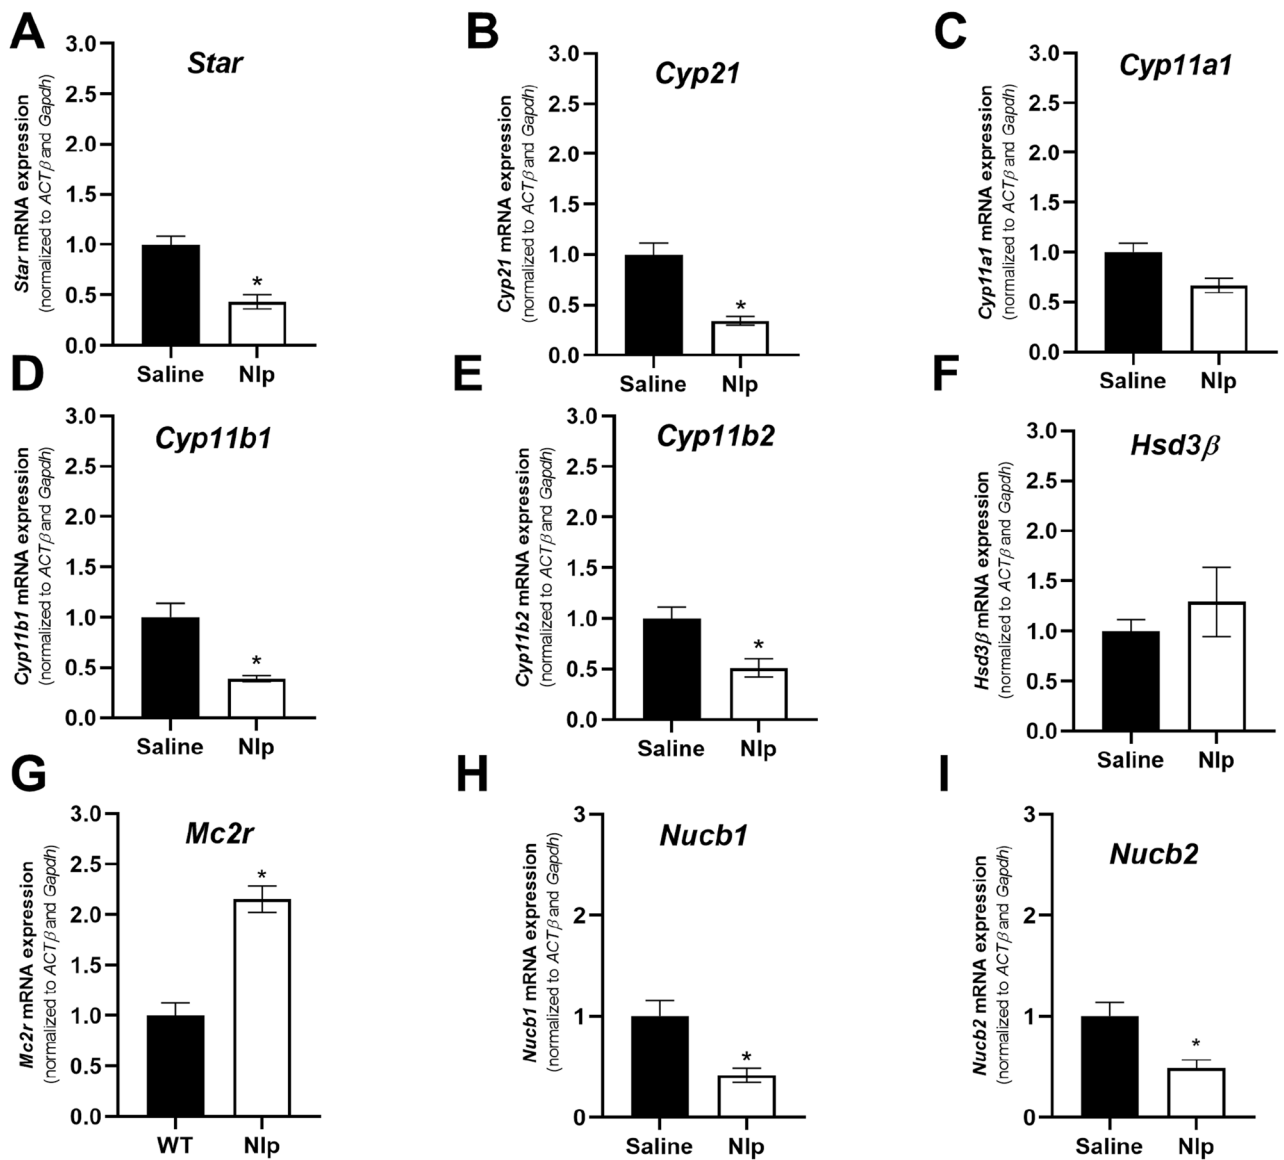 A
Star
Star mRNA expression
(normalized to ACTβ and Gapdh)
3.0
2.5
2.0
1.5
1.0
0.5
0.0
*
Saline Nlp
B
Cyp21
Cyp21 mRNA expression
(normalized to ACTβ and Gapdh)
3.0
2.5
2.0
1.5
1.0
0.5
0.0
*
Saline Nlp
C
Cyp11a1
Cyp11a1 mRNA expression
(normalized to ACTβ and Gapdh)
3.0
2.5
2.0
1.5
1.0
0.5
0.0
Saline Nlp
D
Cyp11b1
Cyp11b1 mRNA expression
(normalized to ACTβ and Gapdh)
3.0
2.5
2.0
1.5
1.0
0.5
0.0
*
Saline Nlp
E
Cyp11b2
Cyp11b2 mRNA expression
(normalized to ACTβ and Gapdh)
3.0
2.5
2.0
1.5
1.0
0.5
0.0
*
Saline Nlp
F
Hsd3β
Hsd3β mRNA expression
(normalized to ACTβ and Gapdh)
3.0
2.5
2.0
1.5
1.0
0.5
0.0
Saline Nlp
G
Mc2r
Mc2r mRNA expression
(normalized to ACTβ and Gapdh)
3.0
2.5
2.0
1.5
1.0
0.5
0.0
*
WT Nlp
H
Nucb1
Nucb1 mRNA expression
(normalized to ACTβ and Gapdh)
3
2
1
0
*
Saline Nlp
I
Nucb2
Nucb2 mRNA expression
(normalized to ACTβ and Gapdh)
3
2
1
0
*
Saline Nlp